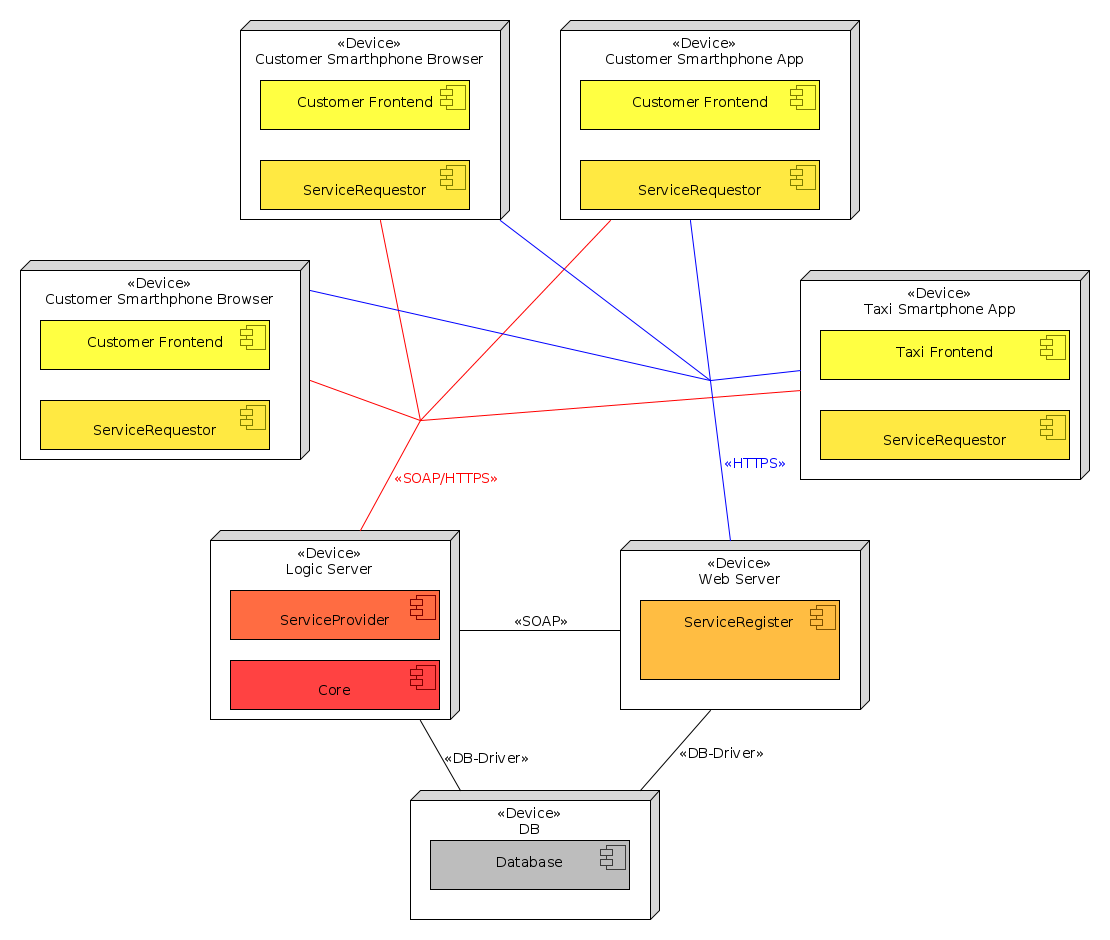 «Device»
Customer Smarthphone Browser
Customer Frontend
ServiceRequestor
«Device»
Customer Smarthphone App
Customer Frontend
ServiceRequestor
«Device»
Customer Smarthphone Browser
Customer Frontend
ServiceRequestor
«Device»
Taxi Smartphone App
Taxi Frontend
ServiceRequestor
«SOAP/HTTPS»
«HTTPS»
«Device»
Logic Server
ServiceProvider
Core
«SOAP»
«Device»
Web Server
ServiceRegister
«DB-Driver»
«DB-Driver»
«Device»
DB
Database